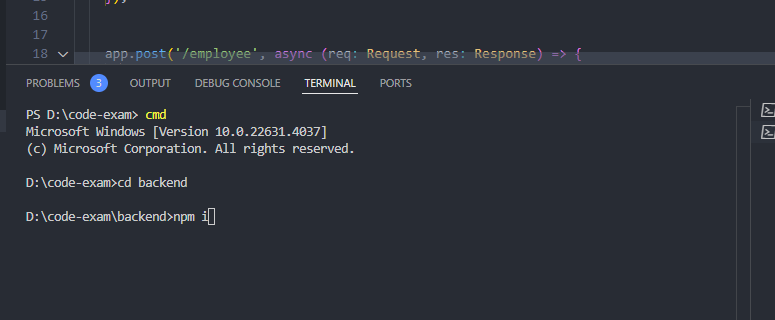 16
17
18 app.post('/employee', async (req: Request, res: Response) => {
PROBLEMS 3 OUTPUT DEBUG CONSOLE TERMINAL PORTS
PS D:\code-exam> cmd
Microsoft Windows [Version 10.0.22631.4037]
(c) Microsoft Corporation. All rights reserved.
D:\code-exam>cd backend
D:\code-exam\backend>npm i